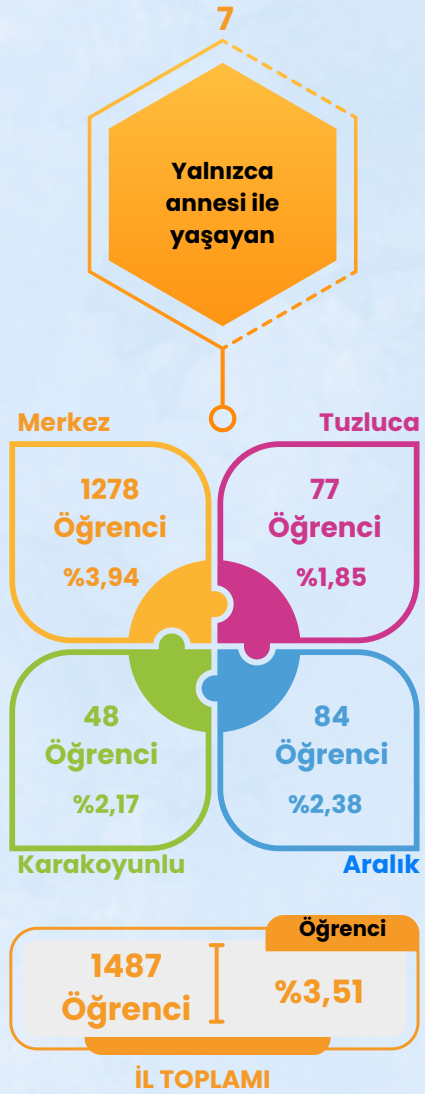 7
Yalnızca
annesi ile
yaşayan
Merkez
1278
Öğrenci
%3,94
Tuzluca
77
Öğrenci
%1,85
48
Öğrenci
%2,17
Karakoyunlu
84
Öğrenci
%2,38
Aralık
Öğrenci
1487
Öğrenci
%3,51
İL TOPLAMI